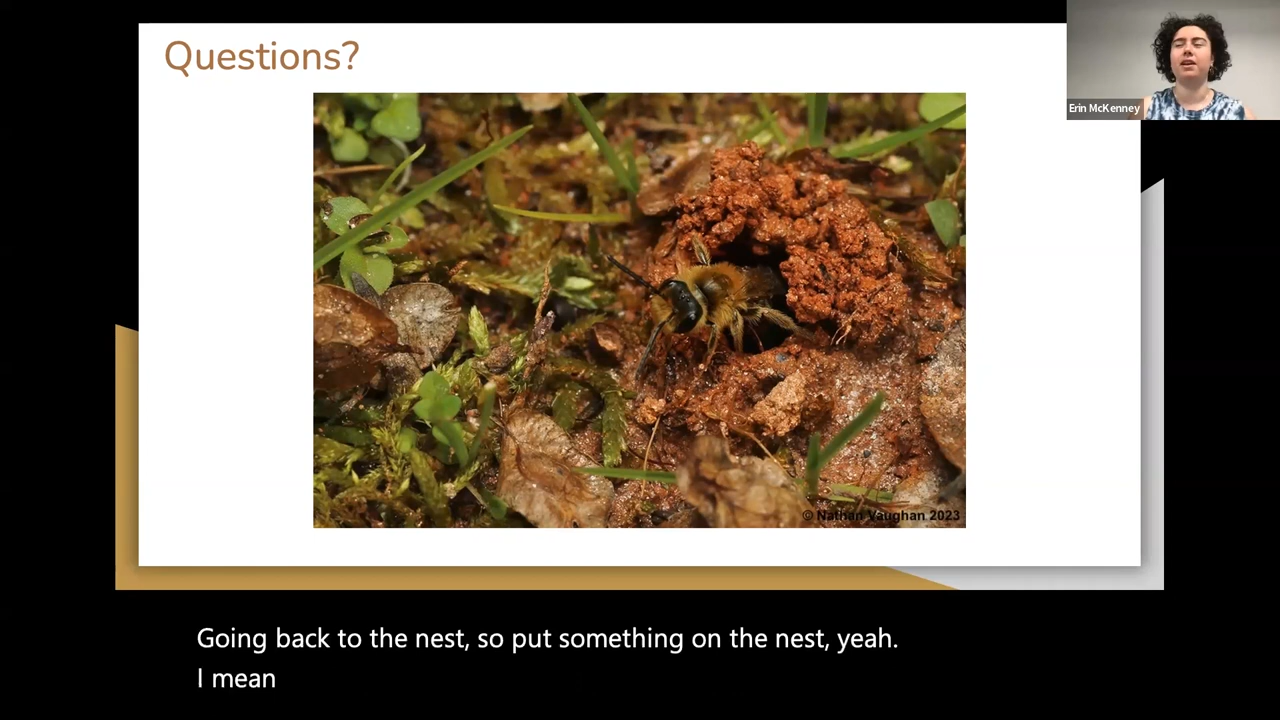 Questions?
Erin McKenney
© Nathan Vaughan 2023
Going back to the nest, so put something on the nest, yeah.
I mean